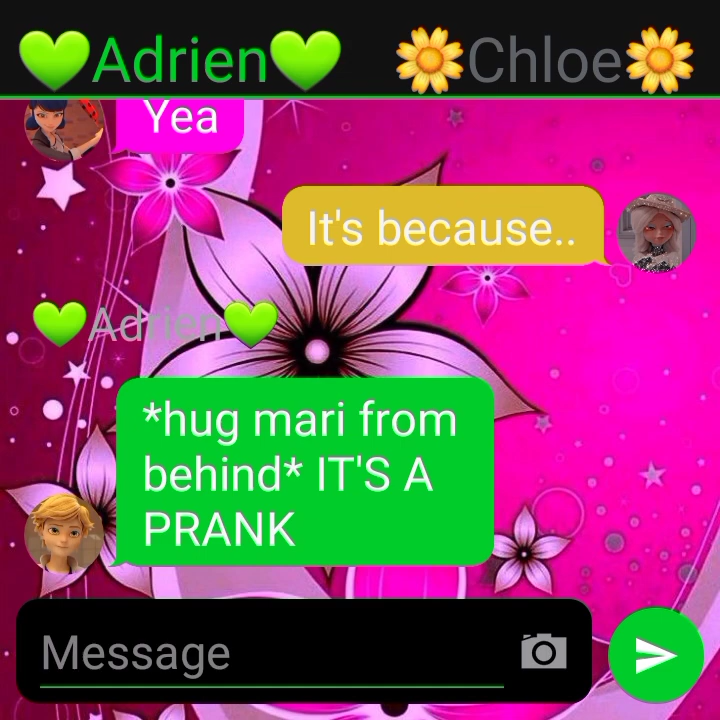 💚Adrien💚 🌼Chloe🌼
Yea
It's because..
💚Adrien💚
*hug mari from
behind* IT'S A
PRANK
Message